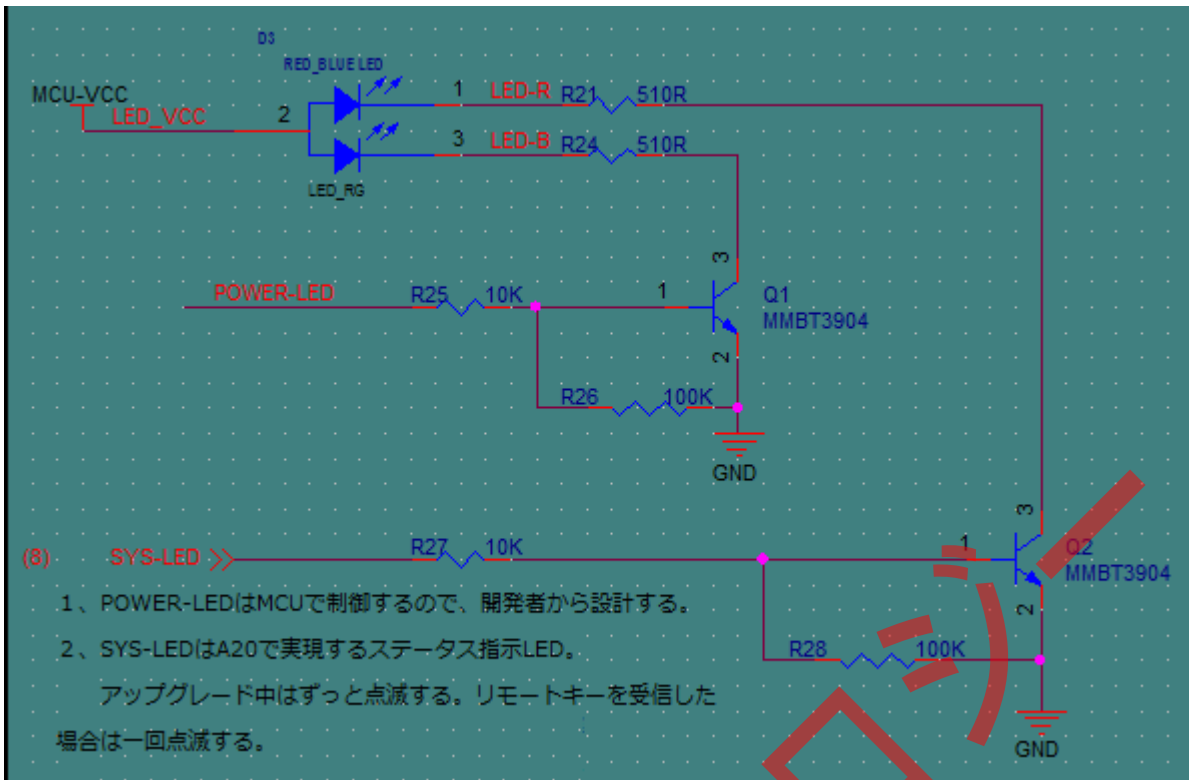 D3
RED_BLUE LED
MCU-VCC
LED_VCC
2
1
LED-R
R21
510R
3
LED-B
R24
510R
LED_RG
POWER-LED
R25
10K
1
3
Q1
MMBT3904
2
R26
100K
GND
(8)
SYS-LED
R27
10K
1
3
Q2
MMBT3904
2
R28
100K
GND
1、POWER-LEDはMCUで制御するので、開発者から設計する。
2、SYS-LEDはA20で実現するステータス指示LED。
アップグレード中はずっと点滅する。リモートキーを受信した
場合は一回点滅する。